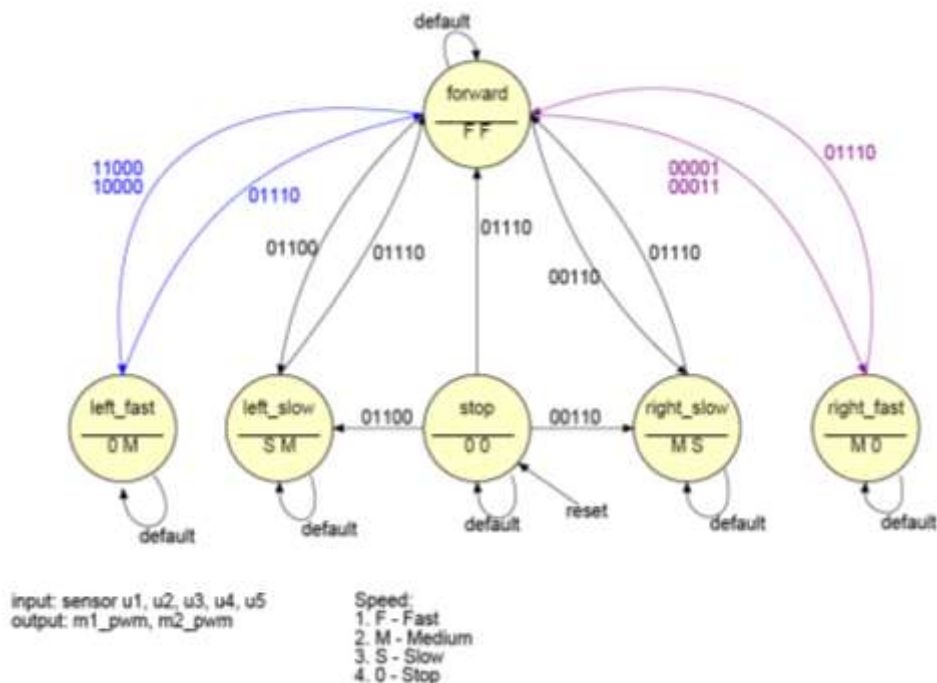 default
forward
F F
11000
10000
01110
01100
01110
01110
00110
01110
00001
00011
01110
left_fast
0 M
default
left_slow
S M
default
01100
stop
0 0
default
reset
00110
right_slow
M S
default
right_fast
M 0
default
input: sensor u1, u2, u3, u4, u5
output: m1_pwm, m2_pwm
Speed:
1. F - Fast
2. M - Medium
3. S - Slow
4. 0 - Stop